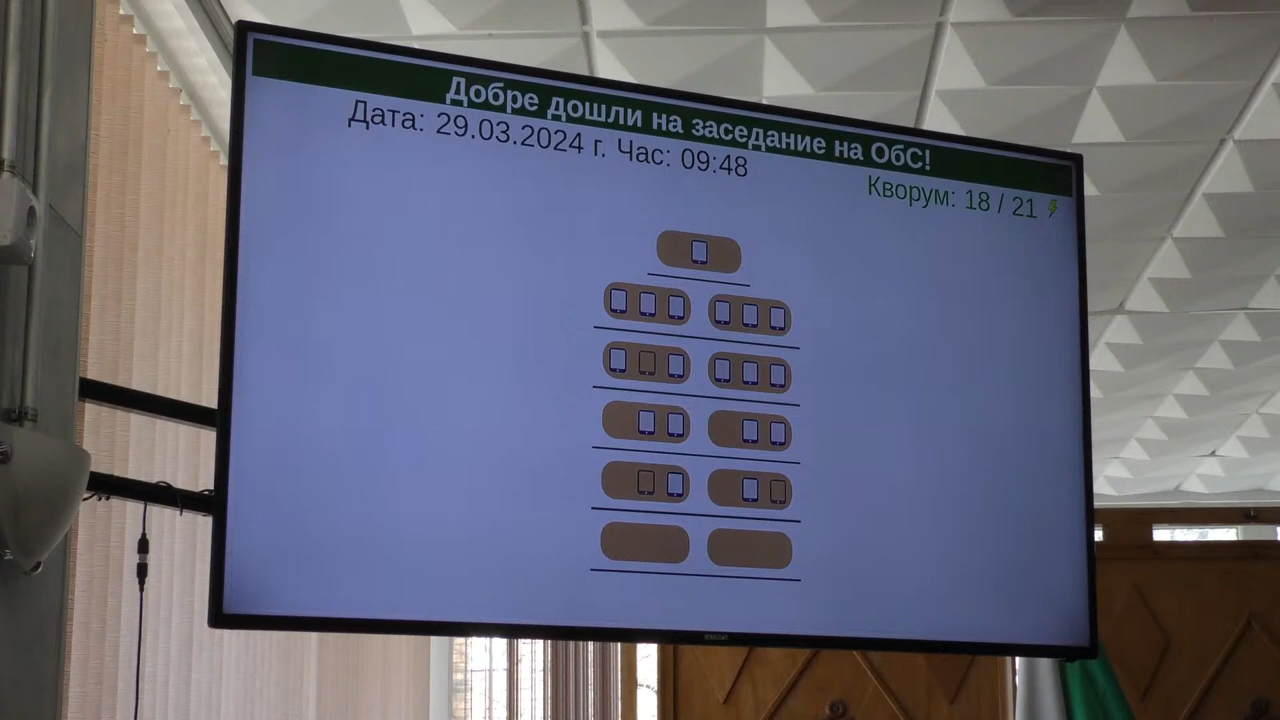 Добре дошли на заседание на ОбС!
Дата: 29.03.2024 г. Час: 09:48
Кворум: 18 / 21